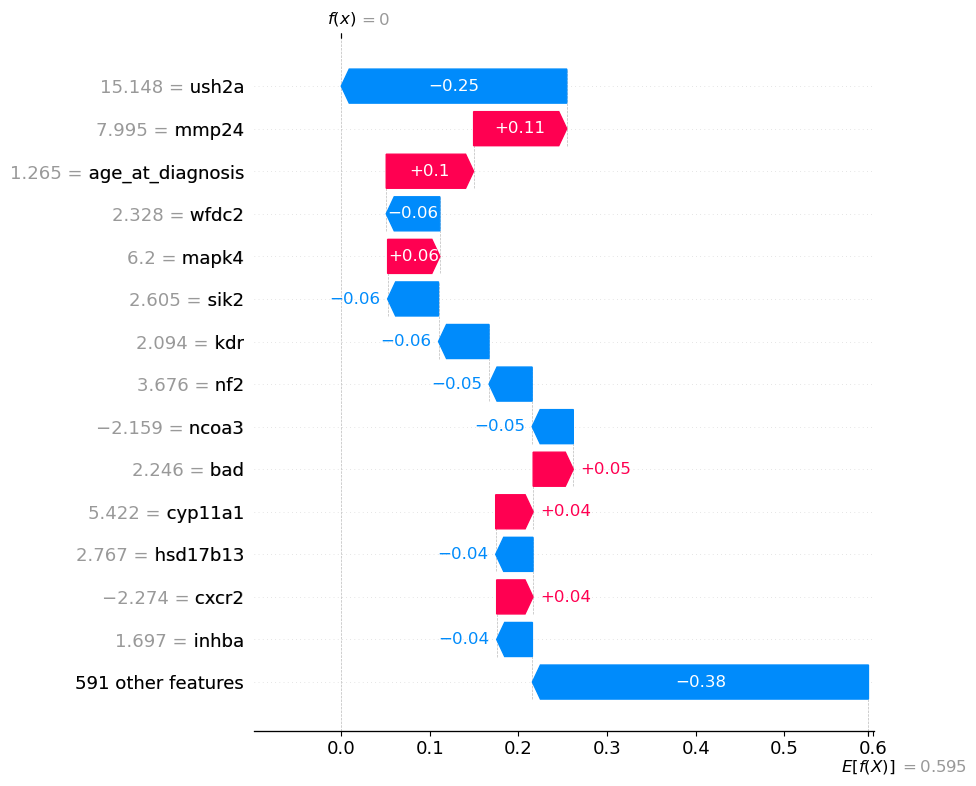 f(x) = 0
15.148 = ush2a −0.25
7.995 = mmp24 +0.11
1.265 = age_at_diagnosis +0.1
2.328 = wfdc2 −0.06
6.2 = mapk4 +0.06
2.605 = sik2 −0.06
2.094 = kdr −0.06
3.676 = nf2 −0.05
−2.159 = ncoa3 −0.05
2.246 = bad +0.05
5.422 = cyp11a1 +0.04
2.767 = hsd17b13 −0.04
−2.274 = cxcr2 +0.04
1.697 = inhba −0.04
591 other features −0.38
0.0 0.1 0.2 0.3 0.4 0.5 0.6
E[f(X)] = 0.595